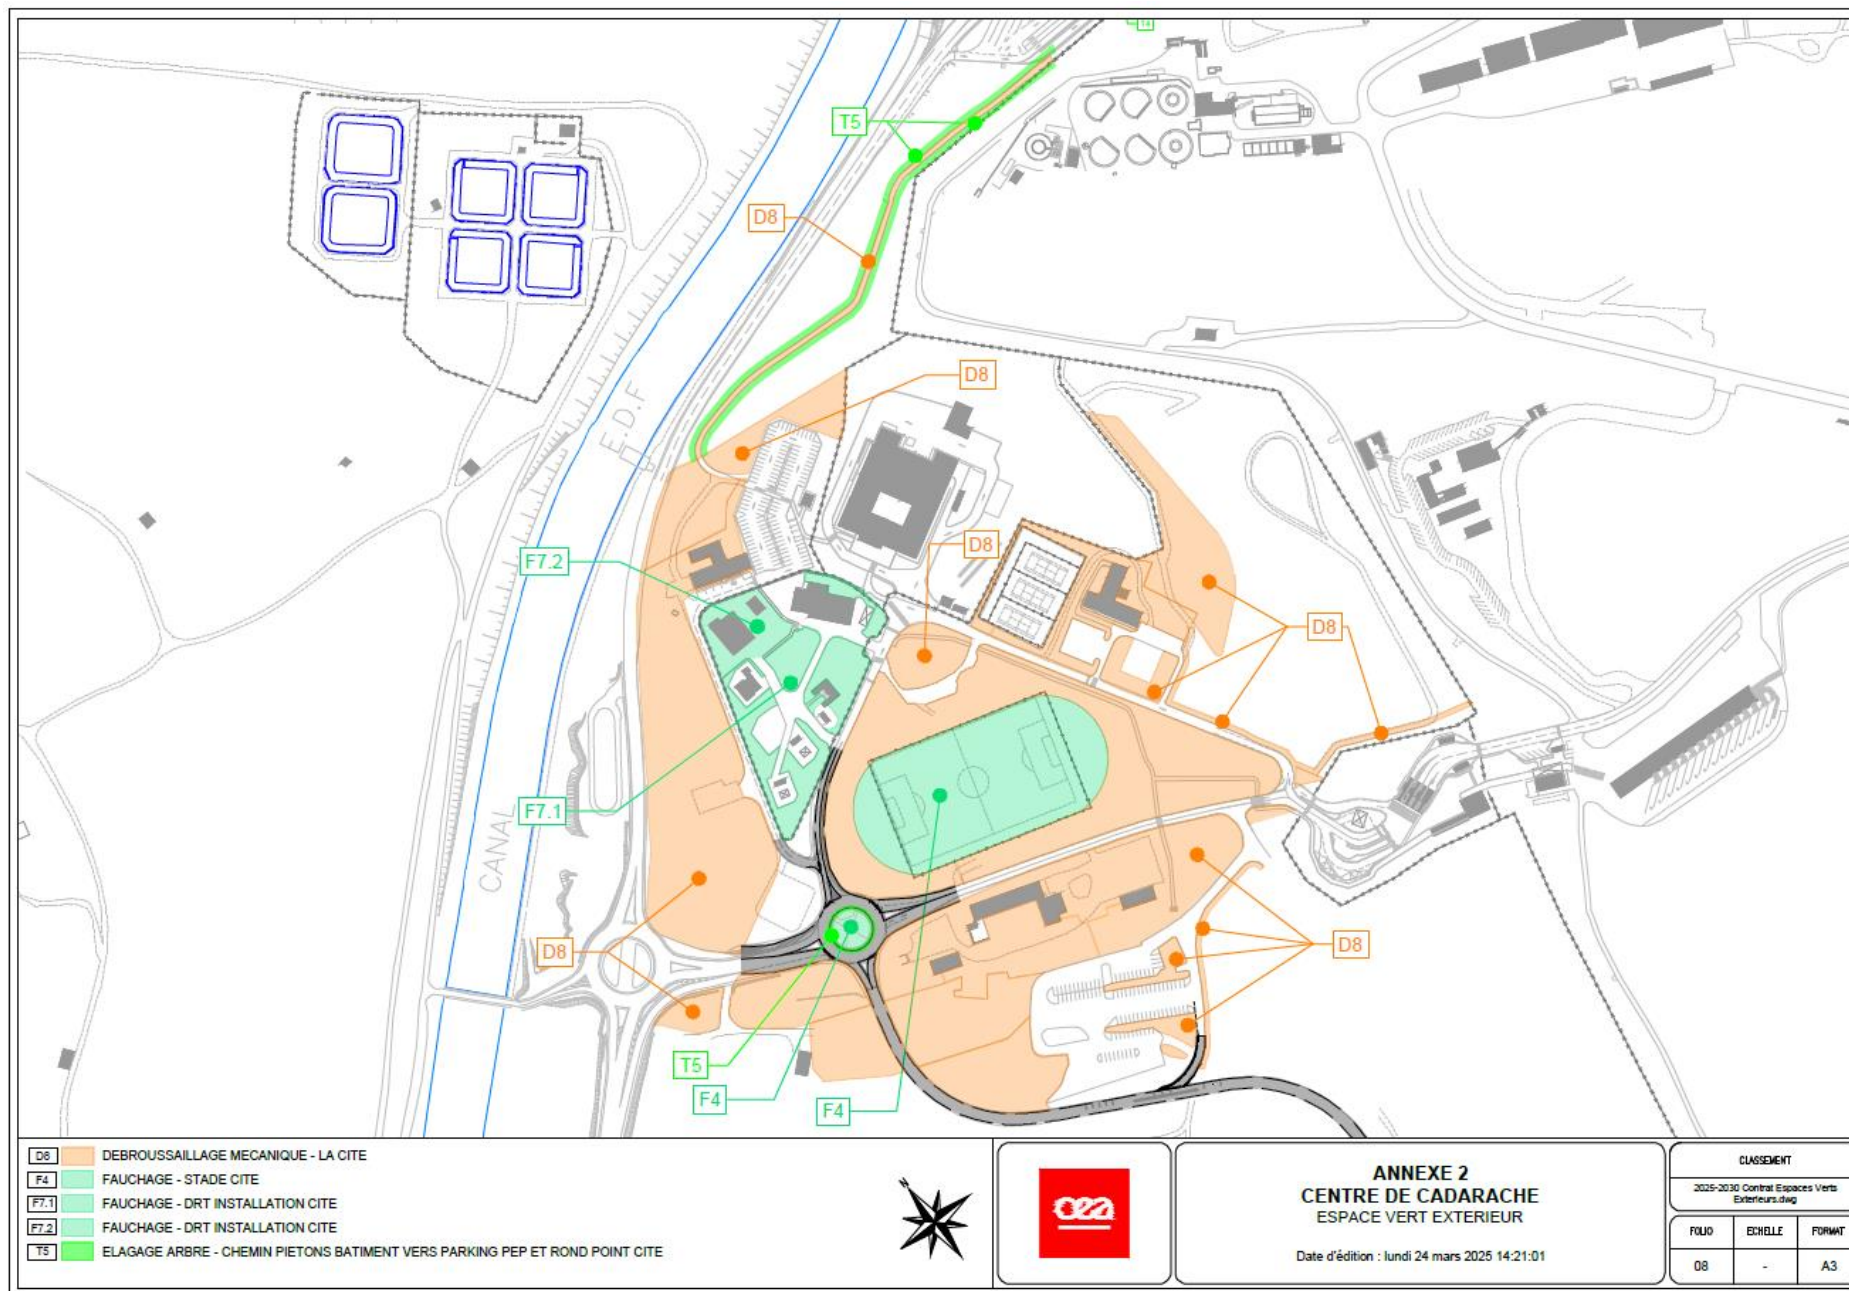 14
T5
D8
E.D.F
D8
D8
F7.2
D8
F7.1
CANAL
D8
D8
T5
F4
F4
D8 DEBROUSSAILLAGE MECANIQUE - LA CITE
F4 FAUCHAGE - STADE CITE
F7.1 FAUCHAGE - DRT INSTALLATION CITE
F7.2 FAUCHAGE - DRT INSTALLATION CITE
T5 ELAGAGE ARBRE - CHEMIN PIETONS BATIMENT VERS PARKING PEP ET ROND POINT CITE
N
cea
ANNEXE 2
CENTRE DE CADARACHE
ESPACE VERT EXTERIEUR
Date d'édition : lundi 24 mars 2025 14:21:01
CLASSEMENT
2025-2030 Contrat Espaces Verts
Exterieurs.dwg
FOLIO ECHELLE FORMAT
08 - A3